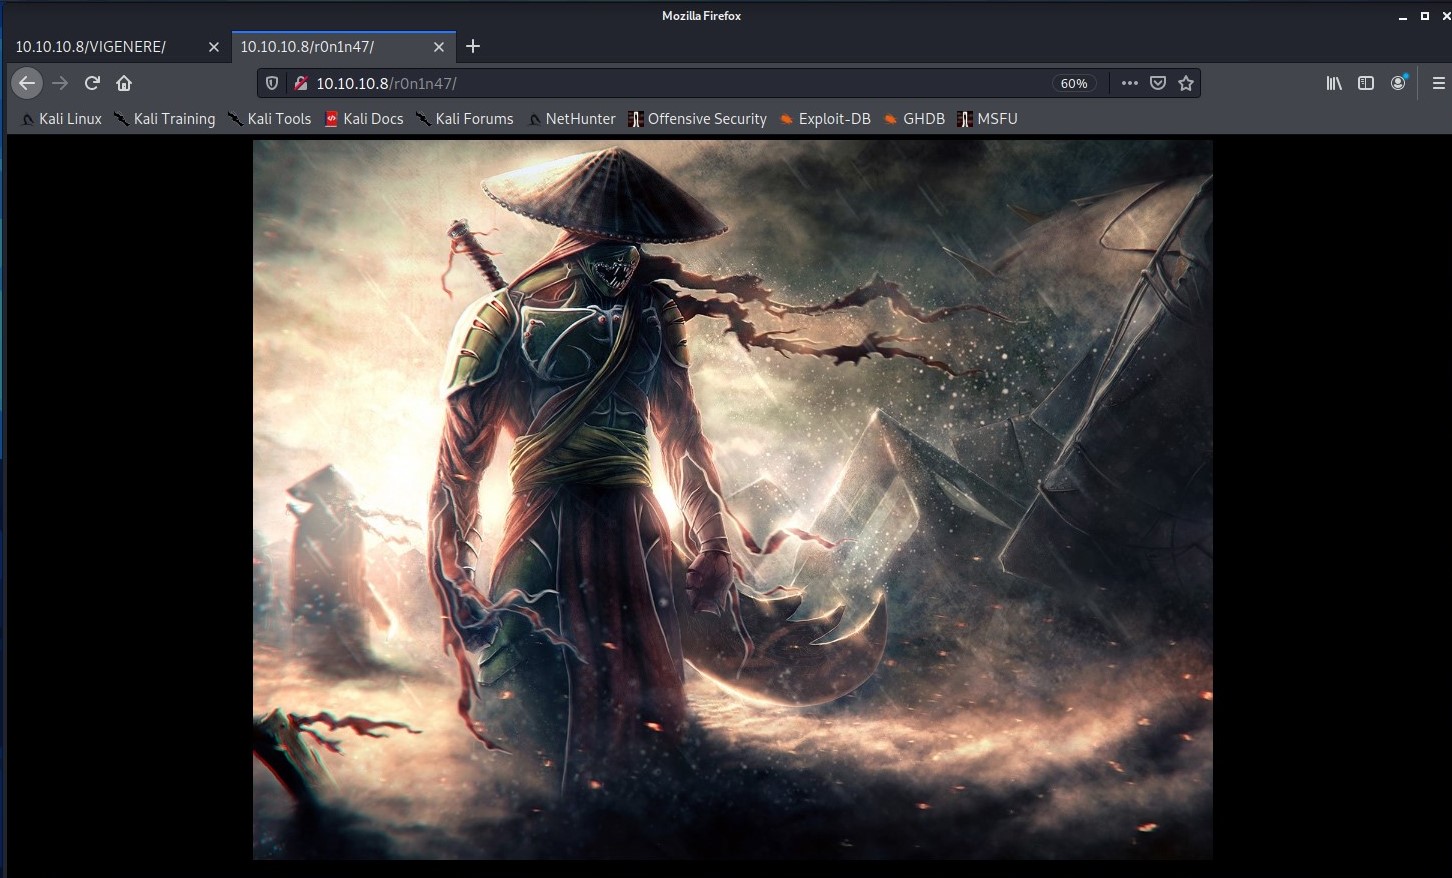 Mozilla Firefox
10.10.10.8/VIGENERE/ 10.10.10.8/r0n1n47/
10.10.10.8/r0n1n47/ 60%
Kali Linux Kali Training Kali Tools Kali Docs Kali Forums NetHunter Offensive Security Exploit-DB GHDB MSFU